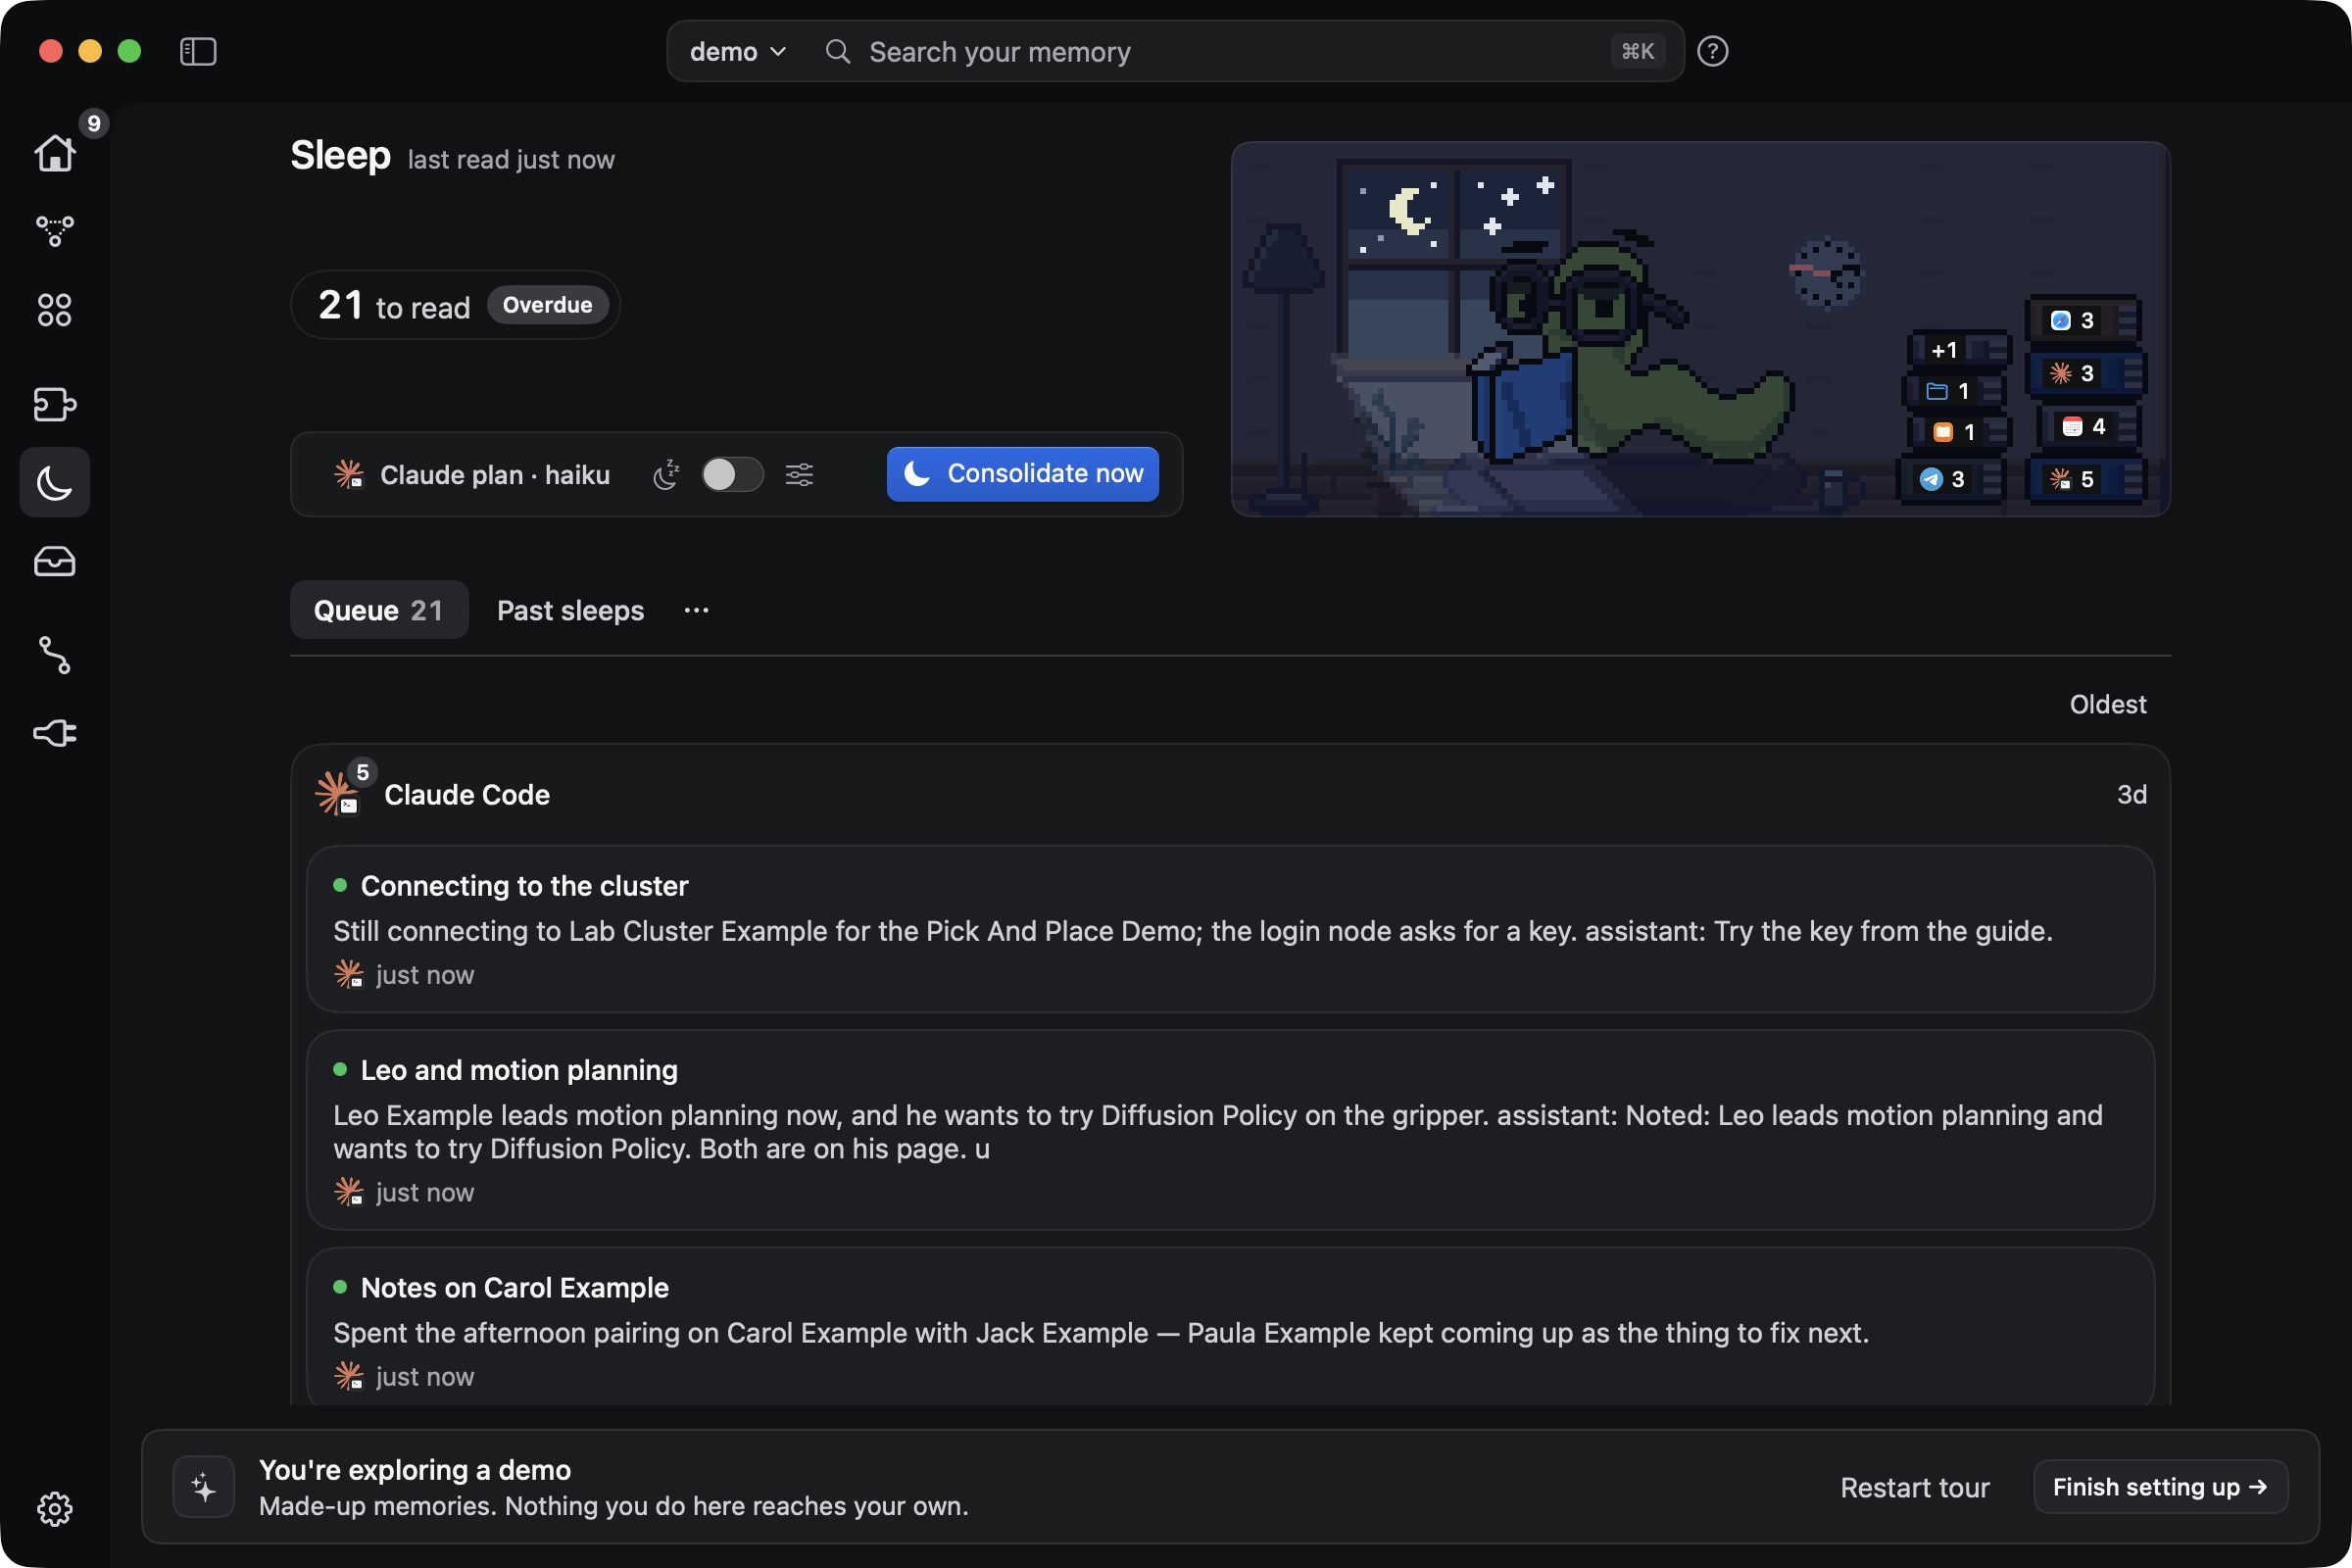 demo
Search your memory
⌘K
?
9
Sleep last read just now
21 to read Overdue
Claude plan · haiku
Consolidate now
+1
1
1
3
3
3
4
5
Queue 21 Past sleeps ···
Oldest
5
Claude Code
3d
Connecting to the cluster
Still connecting to Lab Cluster Example for the Pick And Place Demo; the login node asks for a key. assistant: Try the key from the guide.
just now
Leo and motion planning
Leo Example leads motion planning now, and he wants to try Diffusion Policy on the gripper. assistant: Noted: Leo leads motion planning and
wants to try Diffusion Policy. Both are on his page. u
just now
Notes on Carol Example
Spent the afternoon pairing on Carol Example with Jack Example — Paula Example kept coming up as the thing to fix next.
just now
You're exploring a demo
Made-up memories. Nothing you do here reaches your own.
Restart tour
Finish setting up →